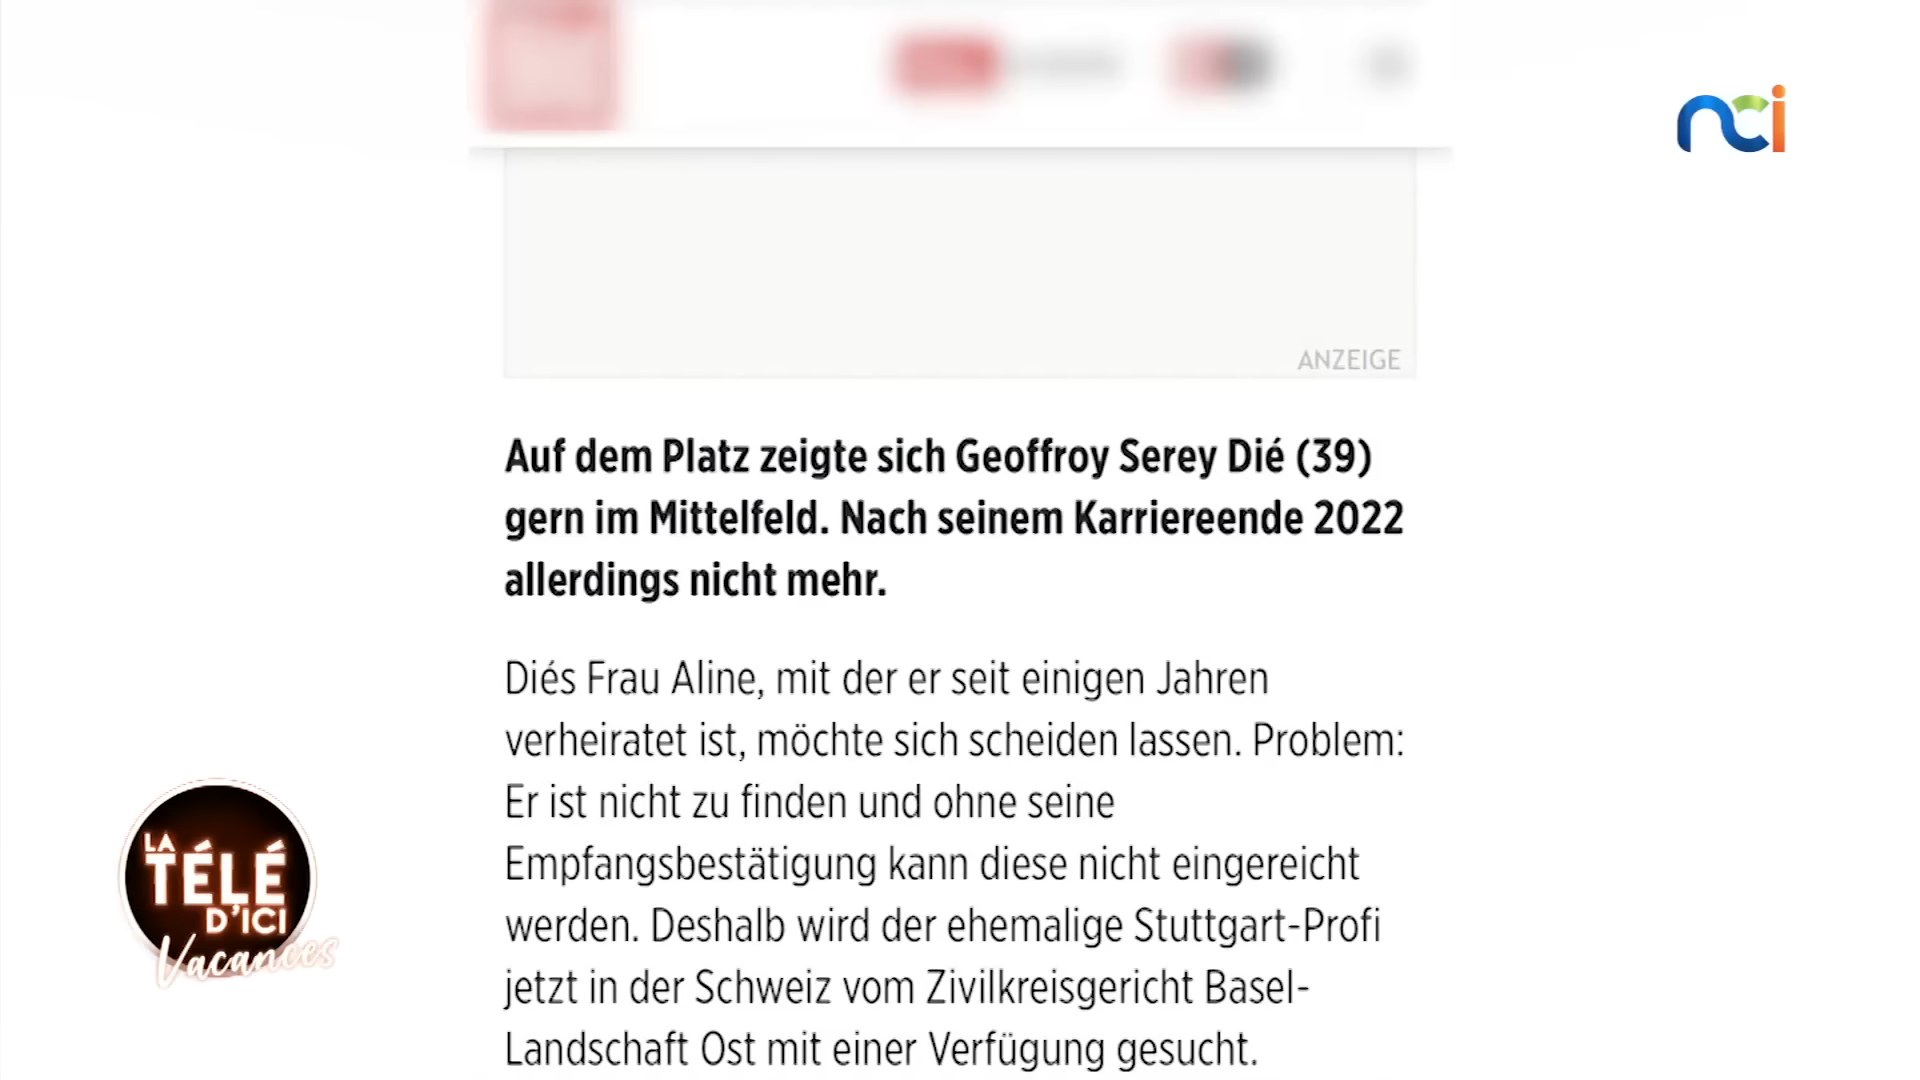 nci
ANZEIGE
Auf dem Platz zeigte sich Geoffroy Serey Dié (39)
gern im Mittelfeld. Nach seinem Karriereende 2022
allerdings nicht mehr.
Diés Frau Aline, mit der er seit einigen Jahren
verheiratet ist, möchte sich scheiden lassen. Problem:
Er ist nicht zu finden und ohne seine
Empfangsbestätigung kann diese nicht eingereicht
werden. Deshalb wird der ehemalige Stuttgart-Profi
jetzt in der Schweiz vom Zivilkreisgericht Basel-
Landschaft Ost mit einer Verfügung gesucht.
LA
TÉLÉ
D'ICI
Vacances